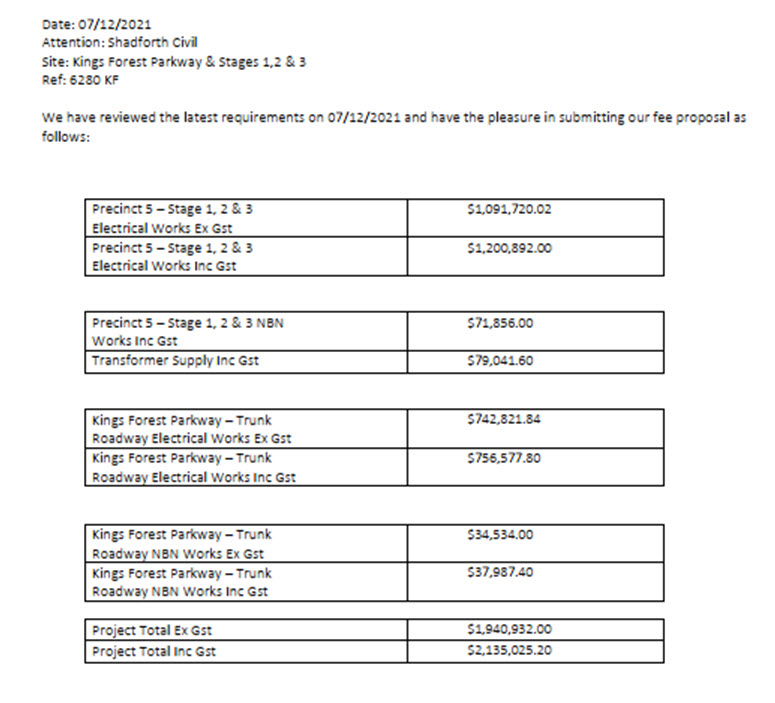 Date: 07/12/2021
Attention: Shadforth Civil
Site: Kings Forest Parkway & Stages 1,2 & 3
Ref: 6280 KF
We have reviewed the latest requirements on 07/12/2021 and have the pleasure in submitting our fee proposal as
follows:
Precinct 5 – Stage 1, 2 & 3
Electrical Works Ex Gst
$1,091,720.02
Precinct 5 – Stage 1, 2 & 3
Electrical Works Inc Gst
$1,200,892.00
Precinct 5 – Stage 1, 2 & 3 NBN
Works Inc Gst
$71,856.00
Transformer Supply Inc Gst
$79,041.60
Kings Forest Parkway – Trunk
Roadway Electrical Works Ex Gst
$742,821.84
Kings Forest Parkway – Trunk
Roadway Electrical Works Inc Gst
$756,577.80
Kings Forest Parkway – Trunk
Roadway NBN Works Ex Gst
$34,534.00
Kings Forest Parkway – Trunk
Roadway NBN Works Inc Gst
$37,987.40
Project Total Ex Gst
$1,940,932.00
Project Total Inc Gst
$2,135,025.20